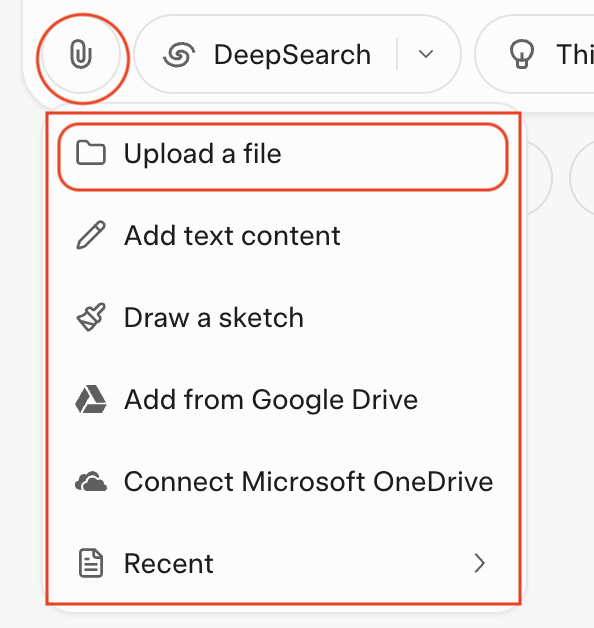 DeepSearch
Thi
Upload a file
Add text content
Draw a sketch
Add from Google Drive
Connect Microsoft OneDrive
Recent